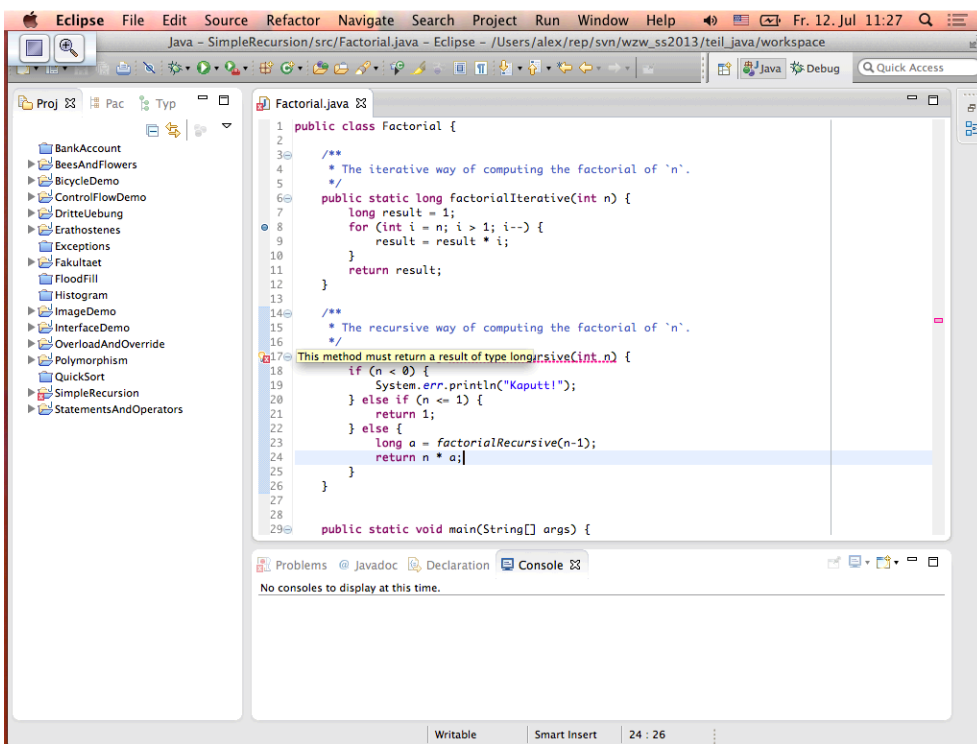 Eclipse File Edit Source Refactor Navigate Search Project Run Window Help Fr. 12. Jul 11:27
Java – SimpleRecursion/src/Factorial.java – Eclipse – /Users/alex/rep/svn/wzw_ss2013/teil_java/workspace
Java Debug Quick Access
Proj Pac Typ
BankAccount
BeesAndFlowers
BicycleDemo
ControlFlowDemo
DritteUebung
Erathostenes
Exceptions
Fakultaet
FloodFill
Histogram
ImageDemo
InterfaceDemo
OverloadAndOverride
Polymorphism
QuickSort
SimpleRecursion
StatementsAndOperators
Factorial.java
1 public class Factorial {
2
3 /**
4 * The iterative way of computing the factorial of `n`.
5 */
6 public static long factorialIterative(int n) {
7 long result = 1;
8 for (int i = n; i > 1; i--) {
9 result = result * i;
10 }
11 return result;
12 }
13
14 /**
15 * The recursive way of computing the factorial of `n`.
16 */
17 This method must return a result of type long ursive(int n) {
18 if (n < 0) {
19 System.err.println("Kaputt!");
20 } else if (n <= 1) {
21 return 1;
22 } else {
23 long a = factorialRecursive(n-1);
24 return n * a;
25 }
26 }
27
28
29 public static void main(String[] args) {
Problems @ Javadoc Declaration Console
No consoles to display at this time.
Writable Smart Insert 24 : 26